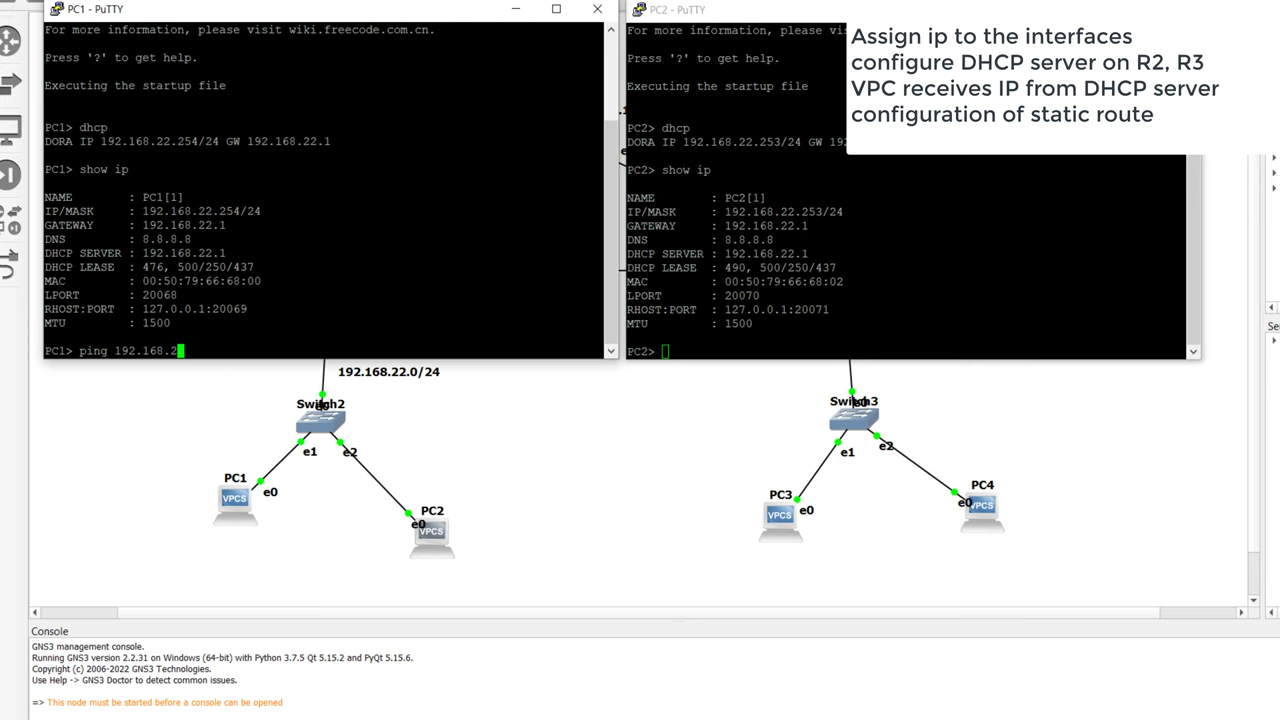 PC1 - PuTTY
For more information, please visit wiki.freecode.com.cn.
Press '?' to get help.
Executing the startup file
PC1> dhcp
DORA IP 192.168.22.254/24 GW 192.168.22.1
PC1> show ip
NAME : PC1[1]
IP/MASK : 192.168.22.254/24
GATEWAY : 192.168.22.1
DNS : 8.8.8.8
DHCP SERVER : 192.168.22.1
DHCP LEASE : 476, 500/250/437
MAC : 00:50:79:66:68:00
LPORT : 20068
RHOST:PORT : 127.0.0.1:20069
MTU : 1500
PC1> ping 192.168.2
PC2 - PuTTY
For more information, please vi
Press '?' to get help.
Executing the startup file
PC2> dhcp
DORA IP 192.168.22.253/24 GW 192
PC2> show ip
NAME : PC2[1]
IP/MASK : 192.168.22.253/24
GATEWAY : 192.168.22.1
DNS : 8.8.8.8
DHCP SERVER : 192.168.22.1
DHCP LEASE : 490, 500/250/437
MAC : 00:50:79:66:68:02
LPORT : 20070
RHOST:PORT : 127.0.0.1:20071
MTU : 1500
PC2>
Assign ip to the interfaces
configure DHCP server on R2, R3
VPC receives IP from DHCP server
configuration of static route
192.168.22.0/24
Switch2
e1
e2
PC1
e0
VPCS
PC2
e0
VPCS
Switch3
e1
e2
PC3
e0
VPCS
PC4
e0
VPCS
Console
GNS3 management console.
Running GNS3 version 2.2.31 on Windows (64-bit) with Python 3.7.5 Qt 5.15.2 and PyQt 5.15.6.
Copyright (c) 2006-2022 GNS3 Technologies.
Use Help -> GNS3 Doctor to detect common issues.
=> This node must be started before a console can be opened